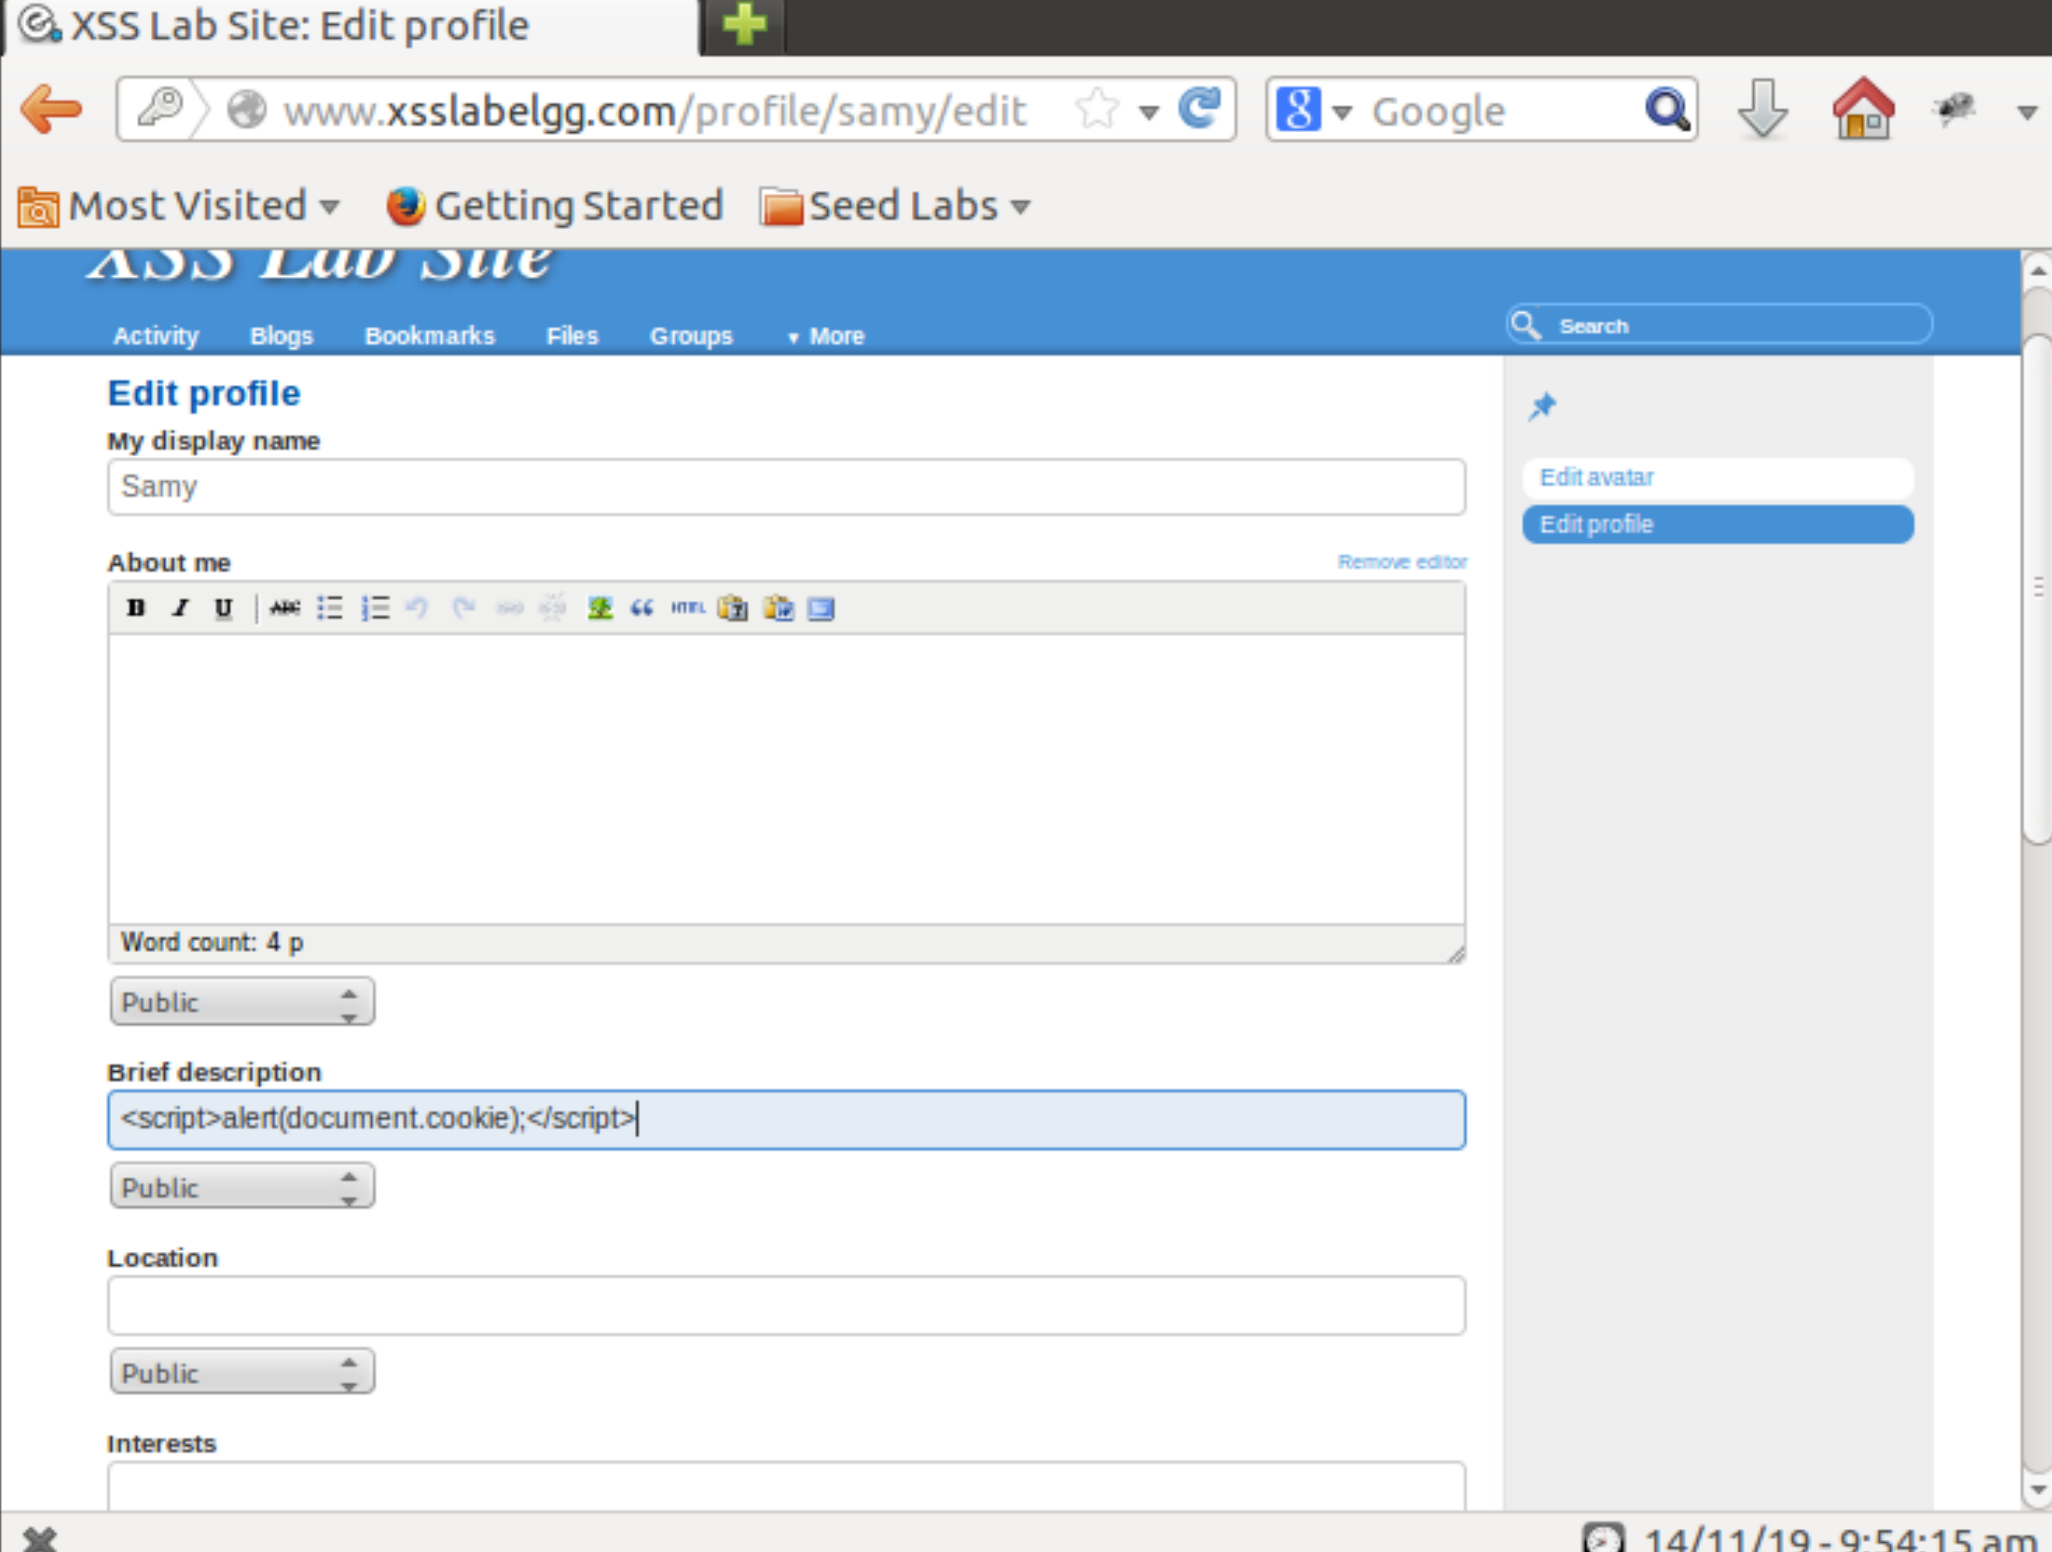 XSS Lab Site: Edit profile
www.xsslabelgg.com/profile/samy/edit
Google
Most Visited
Getting Started
Seed Labs
XSS Lab Site
Activity
Blogs
Bookmarks
Files
Groups
More
Search
Edit profile
My display name
Samy
Edit avatar
Edit profile
About me
Remove editor
B I U ABC HTML
Word count: 4 p
Public
Brief description
<script>alert(document.cookie);</script>
Public
Location
Public
Interests
14/11/19 - 9:54:15 am